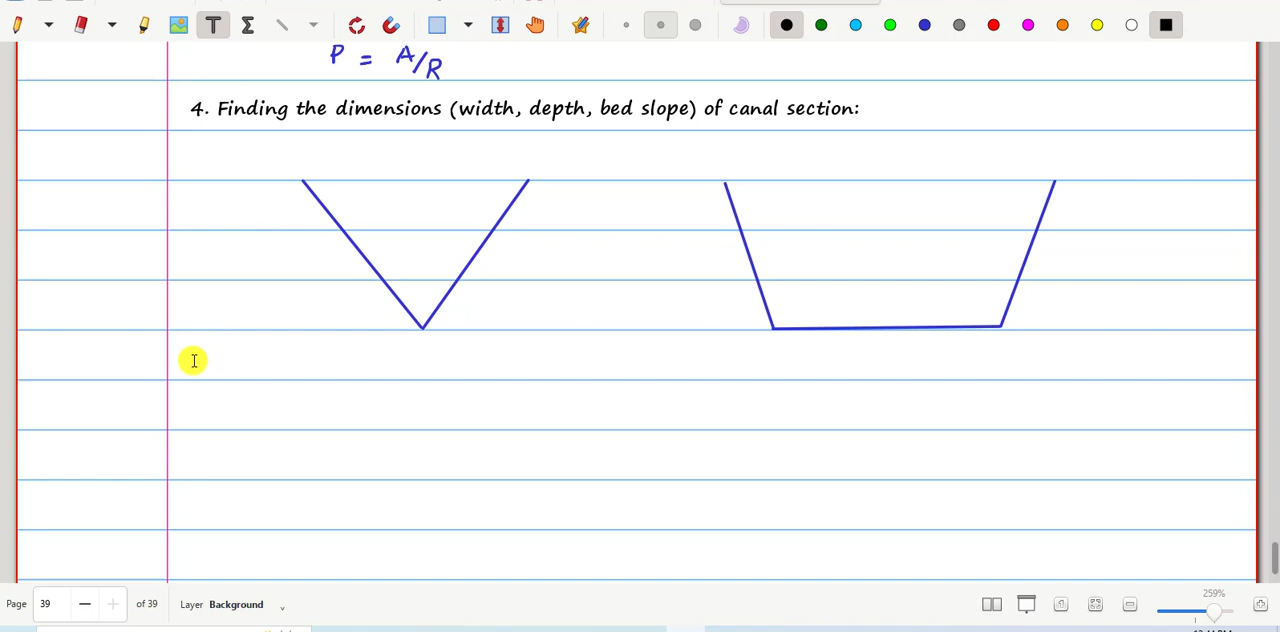 P = A/R
4. Finding the dimensions (width, depth, bed slope) of canal section:
Page 39 of 39 Layer Background
259%